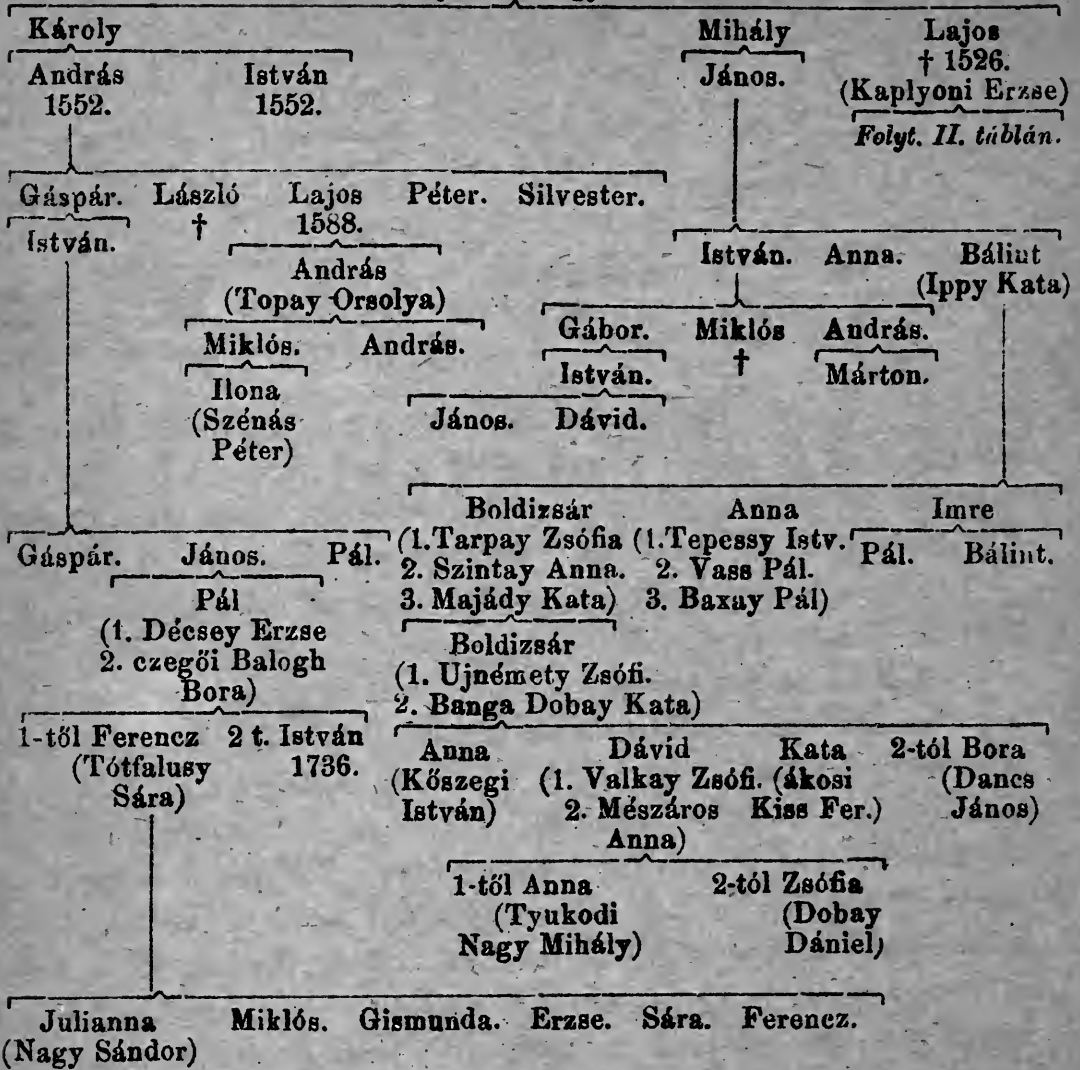 Károly Mihály Lajos
† 1526.
András István János.
1552. 1552. (Kaplyoni Erzse)
Folyt. II. táblán.
Gáspár. László Lajos Péter. Silvester.
† 1588.
István. István. Anna. Bálint
András (Ippy Kata)
(Topay Orsolya)
Gábor. Miklós András.
Miklós. András. †
István. Márton.
Ilona
(Szénás János. Dávid.
Péter)
Boldizsár Anna Imre
Gáspár. János. Pál. (1. Tarpay Zsófia (1. Tepessy Istv. Pál. Bálint.
2. Szintay Anna. 2. Vass Pál.
Pál 3. Majády Kata) 3. Baxay Pál)
(1. Décsey Erzse Boldizsár
2. czegői Balogh (1. Ujnémety Zsófi.
Bora) 2. Banga Dobay Kata)
1-től Ferencz 2 t. István Anna Dávid Kata 2-tól Bora
(Tótfalusy 1736. (Kőszegi (1. Valkay Zsófi. (ákosi (Dancs
Sára) István) 2. Mészáros Kiss Fer.) János)
Anna)
1-től Anna 2-tól Zsófia
(Tyukodi (Dobay
Nagy Mihály) Dániel)
Julianna Miklós. Gismunda. Erzse. Sára. Ferencz.
(Nagy Sándor)